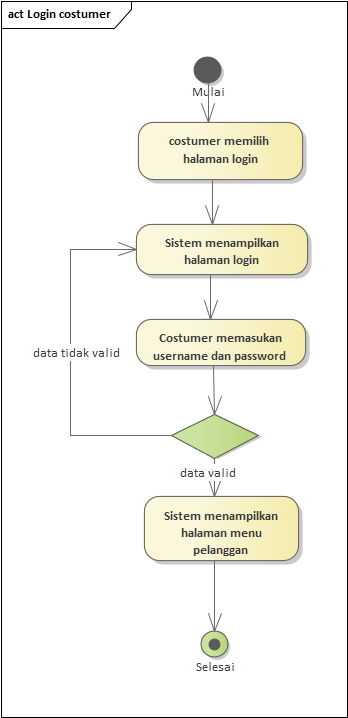 act Login costumer
Mulai
costumer memilih
halaman login
Sistem menampilkan
halaman login
Costumer memasukan
username dan password
data tidak valid
data valid
Sistem menampilkan
halaman menu
pelanggan
Selesai